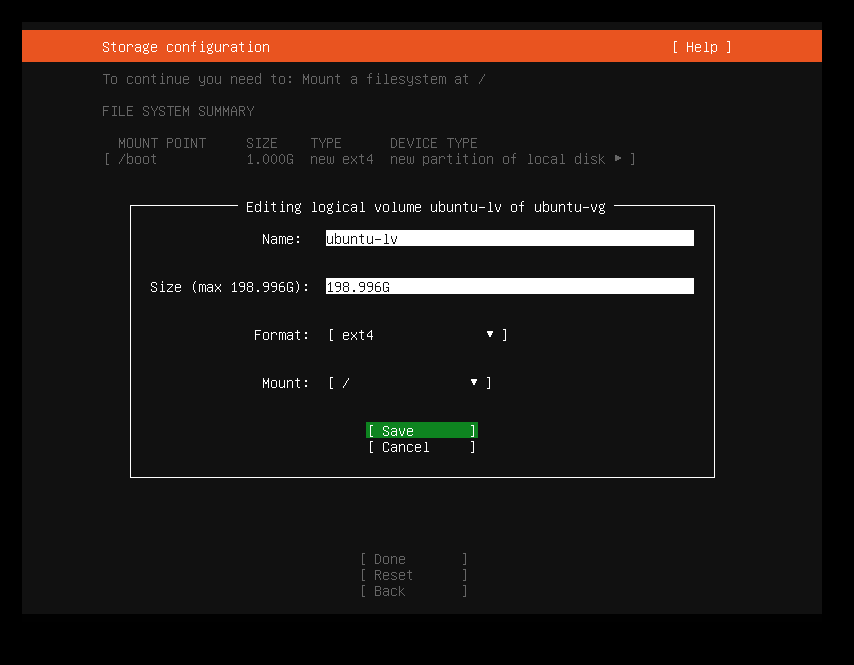 Storage configuration [ Help ]
To continue you need to: Mount a filesystem at /
FILE SYSTEM SUMMARY
MOUNT POINT SIZE TYPE DEVICE TYPE
[ /boot 1.000G new ext4 new partition of local disk ▸ ]
Editing logical volume ubuntu-lv of ubuntu-vg
Name: ubuntu-lv
Size (max 198.996G): 198.996G
Format: [ ext4 ▾ ]
Mount: [ / ▾ ]
[ Save ]
[ Cancel ]
[ Done ]
[ Reset ]
[ Back ]